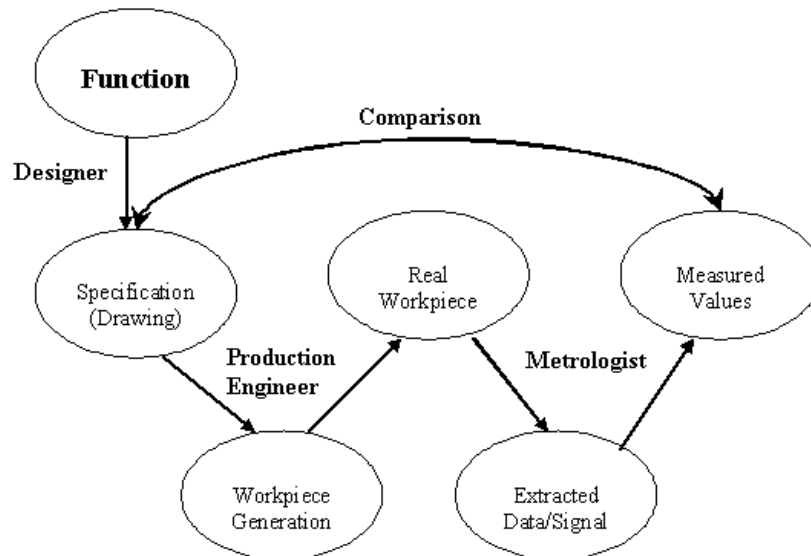 Function
Comparison
Designer
Specification
(Drawing)
Real
Workpiece
Measured
Values
Production
Engineer
Metrologist
Workpiece
Generation
Extracted
Data/Signal